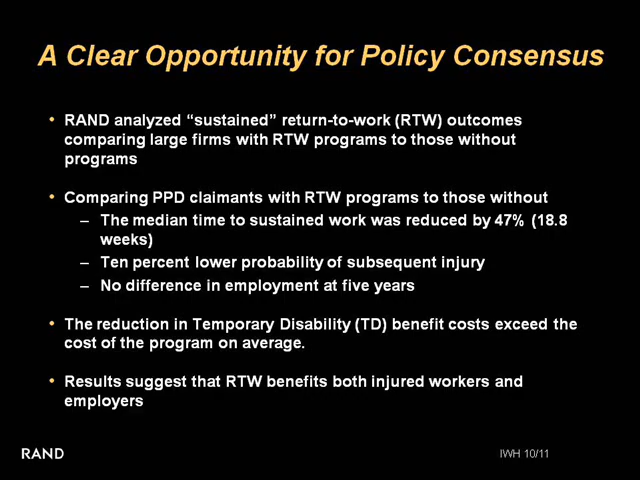 A Clear Opportunity for Policy Consensus
• RAND analyzed “sustained” return-to-work (RTW) outcomes
comparing large firms with RTW programs to those without
programs
• Comparing PPD claimants with RTW programs to those without
– The median time to sustained work was reduced by 47% (18.8
weeks)
– Ten percent lower probability of subsequent injury
– No difference in employment at five years
• The reduction in Temporary Disability (TD) benefit costs exceed the
cost of the program on average.
• Results suggest that RTW benefits both injured workers and
employers
RAND
IWH 10/11